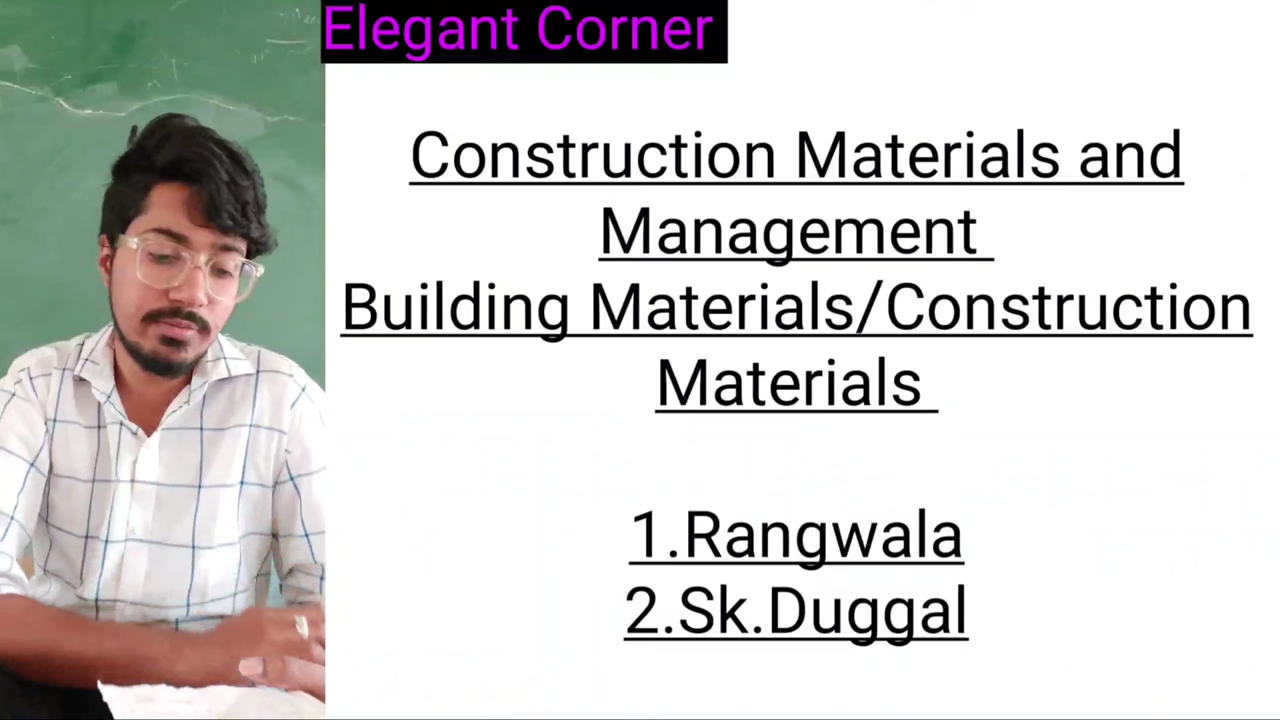 Elegant Corner
Construction Materials and
Management
Building Materials/Construction
Materials
1.Rangwala
2.Sk.Duggal